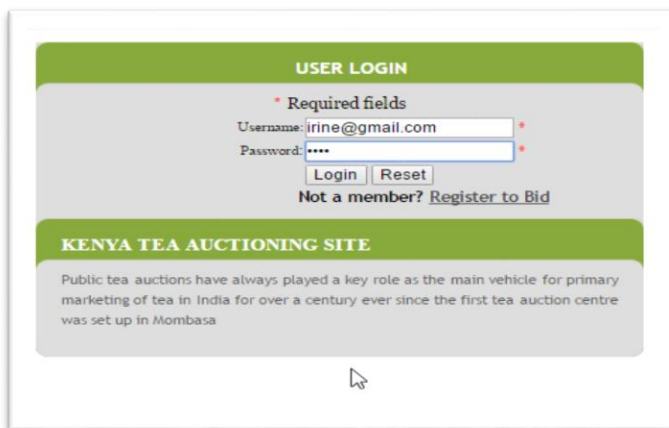 USER LOGIN
* Required fields
Username: irine@gmail.com *
Password: •••• *
Login Reset
Not a member? Register to Bid
KENYA TEA AUCTIONING SITE
Public tea auctions have always played a key role as the main vehicle for primary
marketing of tea in India for over a century ever since the first tea auction centre
was set up in Mombasa